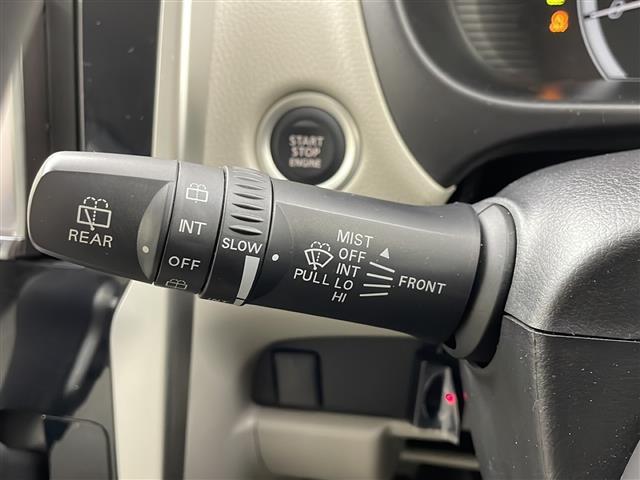 START
STOP
ENGINE
REAR
INT
OFF
SLOW
MIST
OFF
INT
PULL LO
HI
FRONT